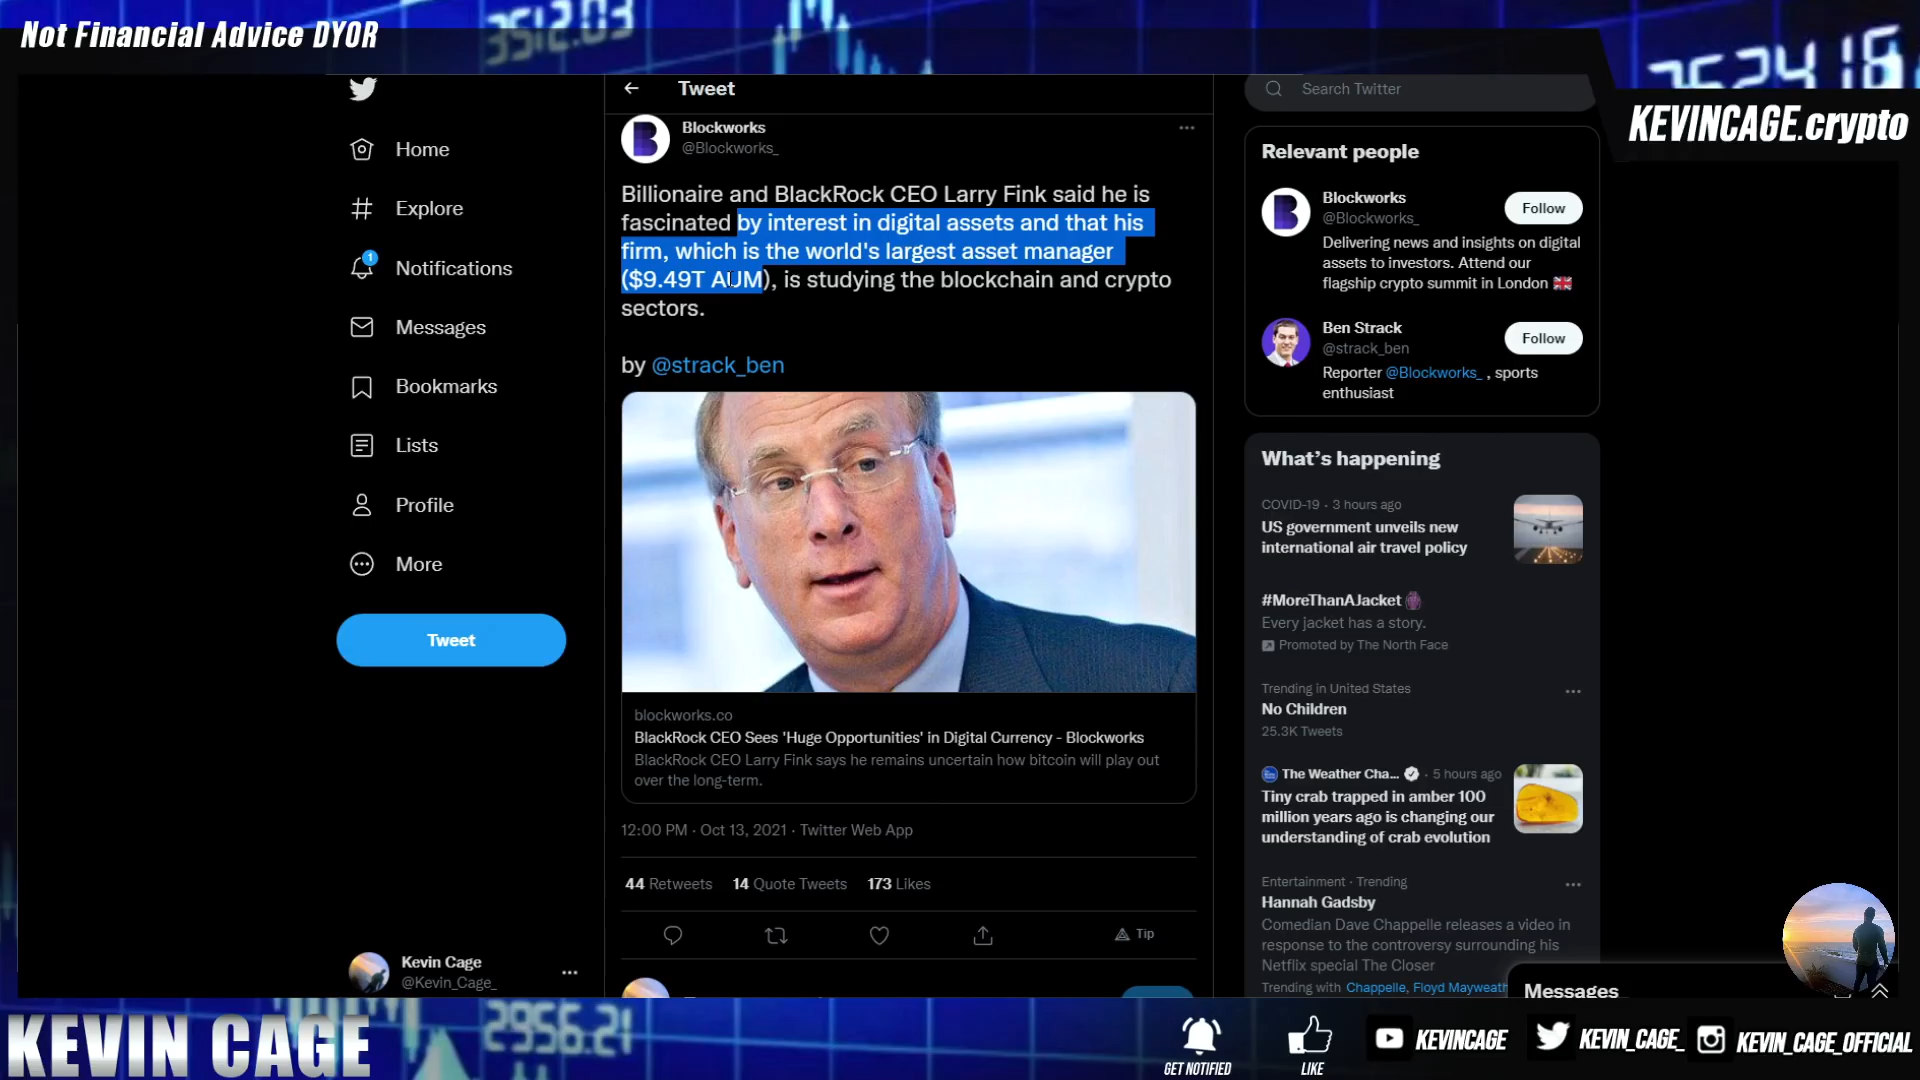 Not Financial Advice DYOR
3512.03
KEVINCAGE.crypto
Home
Explore
1
Notifications
Messages
Bookmarks
Lists
Profile
More
Tweet
Kevin Cage
@Kevin_Cage_
Tweet
Blockworks
@Blockworks_
Billionaire and BlackRock CEO Larry Fink said he is
fascinated by interest in digital assets and that his
firm, which is the world's largest asset manager
($9.49T AUM), is studying the blockchain and crypto
sectors.
by @strack_ben
blockworks.co
BlackRock CEO Sees 'Huge Opportunities' in Digital Currency - Blockworks
BlackRock CEO Larry Fink says he remains uncertain how bitcoin will play out
over the long-term.
12:00 PM · Oct 13, 2021 · Twitter Web App
44 Retweets 14 Quote Tweets 173 Likes
Tip
Search Twitter
Relevant people
Blockworks
@Blockworks_
Follow
Delivering news and insights on digital
assets to investors. Attend our
flagship crypto summit in London
Ben Strack
@strack_ben
Follow
Reporter @Blockworks_ , sports
enthusiast
What's happening
COVID-19 · 3 hours ago
US government unveils new
international air travel policy
#MoreThanAJacket
Every jacket has a story.
Promoted by The North Face
Trending in United States
No Children
25.3K Tweets
The Weather Cha... · 5 hours ago
Tiny crab trapped in amber 100
million years ago is changing our
understanding of crab evolution
Entertainment · Trending
Hannah Gadsby
Comedian Dave Chappelle releases a video in
response to the controversy surrounding his
Netflix special The Closer
Trending with Chappelle, Floyd Mayweath
Messages
KEVIN CAGE
2956.21
GET NOTIFIED
LIKE
KEVINCAGE
KEVIN_CAGE_
KEVIN_CAGE_OFFICIAL